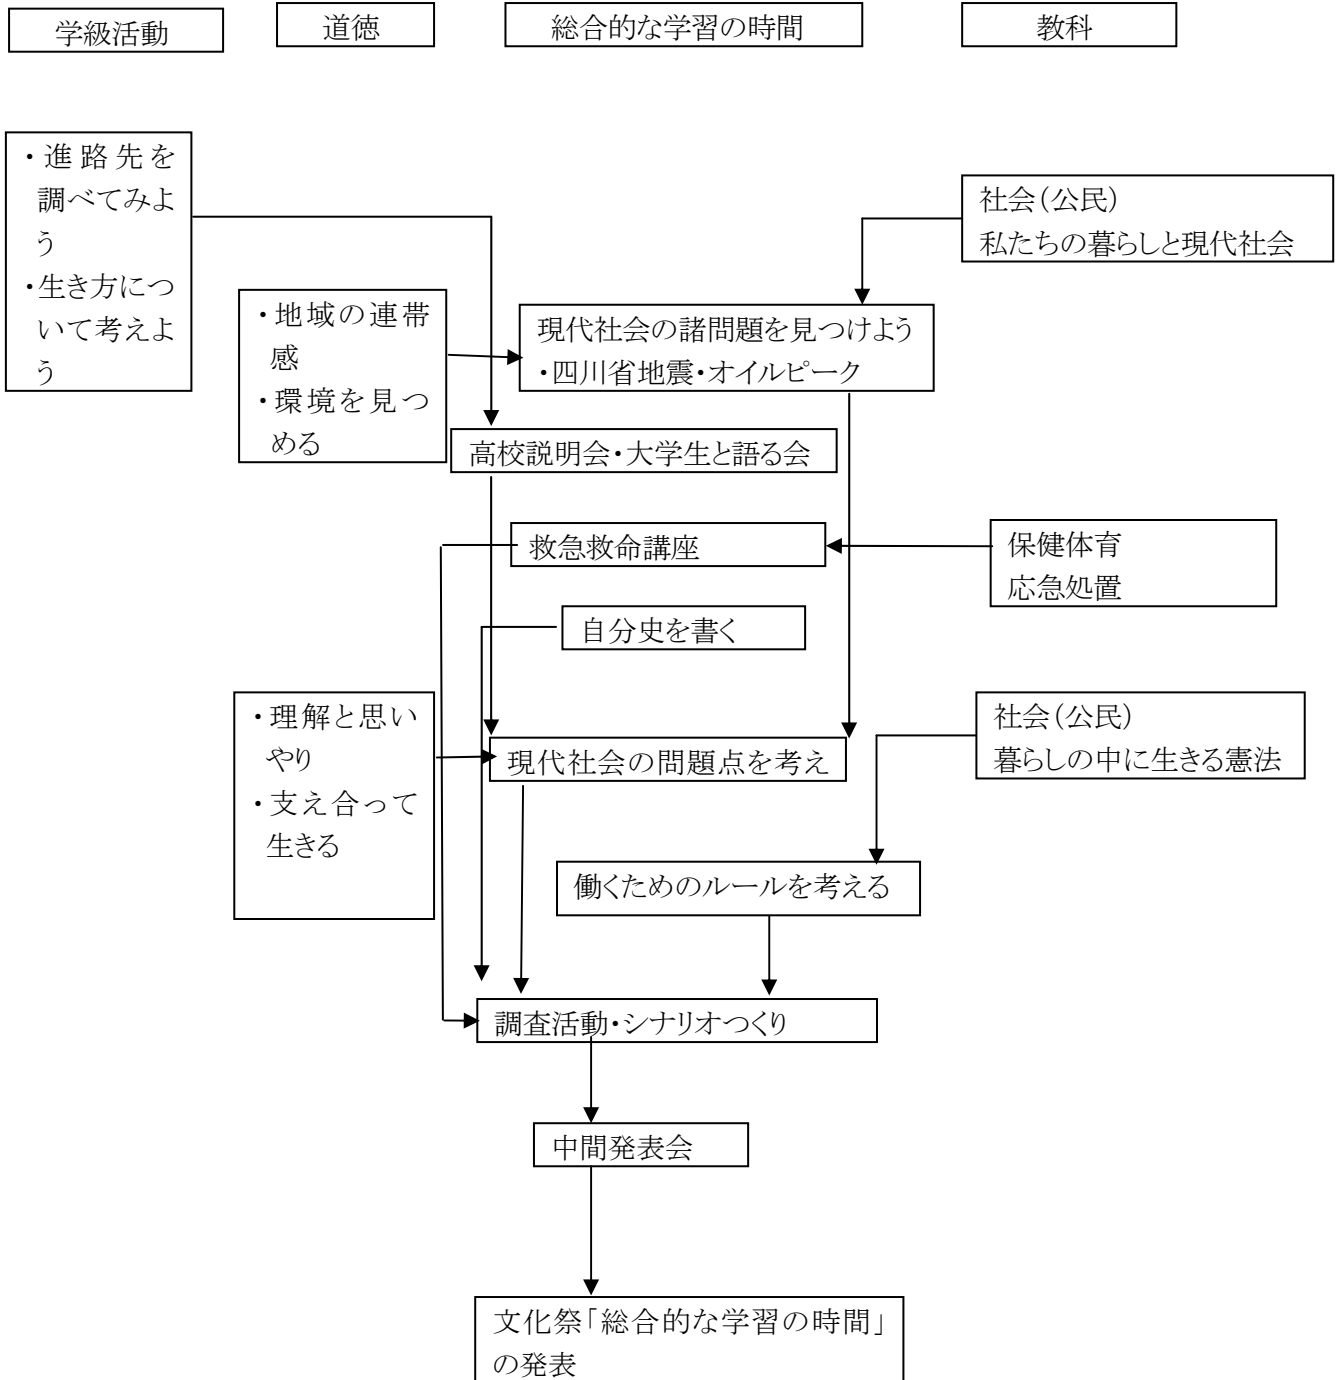 学級活動
道徳
総合的な学習の時間
教科
・進路先を
調べてみよ
う
・生き方につ
いて考えよ
う
社会（公民）
私たちの暮らしと現代社会
・地域の連帯
感
・環境を見つ
める
現代社会の諸問題を見つけよう
・四川省地震・オイルピーク
高校説明会・大学生と語る会
救急救命講座
保健体育
応急処置
自分史を書く
・理解と思い
やり
・支え合って
生きる
社会（公民）
暮らしの中に生きる憲法
現代社会の問題点を考え
働くためのルールを考える
調査活動・シナリオつくり
中間発表会
文化祭「総合的な学習の時間」
の発表